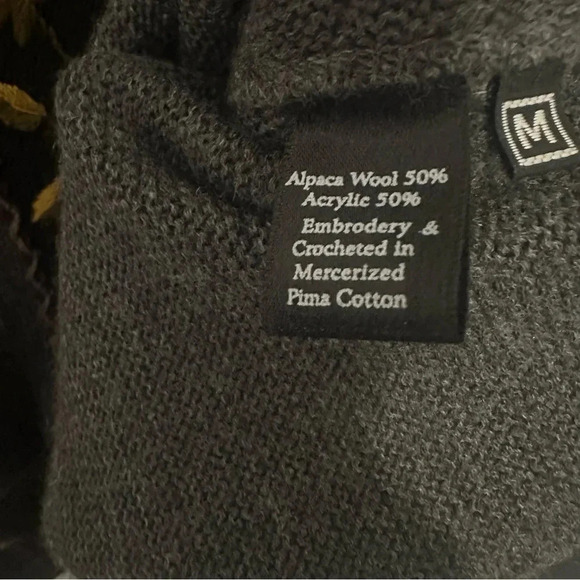 M
Alpaca Wool 50%
Acrylic 50%
Embrodery &
Crocheted in
Mercerized
Pima Cotton